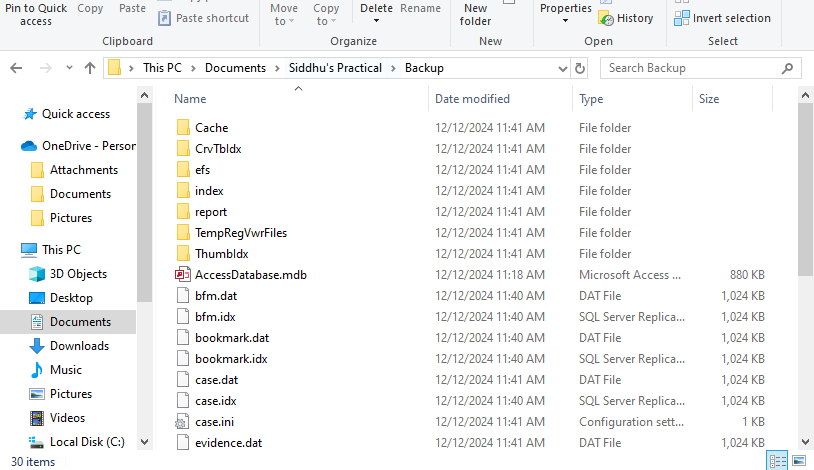 Pin to Quick access
Copy path
Paste
Paste shortcut
Clipboard
Move to
Copy to
Delete
Rename
Organize
New folder
New
Properties
History
Open
Invert selection
Select
This PC > Documents > Siddhu's Practical > Backup
Search Backup
Name Date modified Type Size
Quick access
OneDrive - Person
Attachments
Documents
Pictures
This PC
3D Objects
Desktop
Documents
Downloads
Music
Pictures
Videos
Local Disk (C:)
Cache 12/12/2024 11:41 AM File folder
CrvTbIdx 12/12/2024 11:41 AM File folder
efs 12/12/2024 11:41 AM File folder
index 12/12/2024 11:41 AM File folder
report 12/12/2024 11:41 AM File folder
TempRegVwrFiles 12/12/2024 11:41 AM File folder
ThumbIdx 12/12/2024 11:41 AM File folder
AccessDatabase.mdb 12/12/2024 11:18 AM Microsoft Access ... 880 KB
bfm.dat 12/12/2024 11:40 AM DAT File 1,024 KB
bfm.idx 12/12/2024 11:40 AM SQL Server Replica... 1,024 KB
bookmark.dat 12/12/2024 11:41 AM DAT File 1,024 KB
bookmark.idx 12/12/2024 11:41 AM SQL Server Replica... 1,024 KB
case.dat 12/12/2024 11:41 AM DAT File 1,024 KB
case.idx 12/12/2024 11:40 AM SQL Server Replica... 1,024 KB
case.ini 12/12/2024 11:41 AM Configuration sett... 1 KB
evidence.dat 12/12/2024 11:41 AM DAT File 1,024 KB
30 items